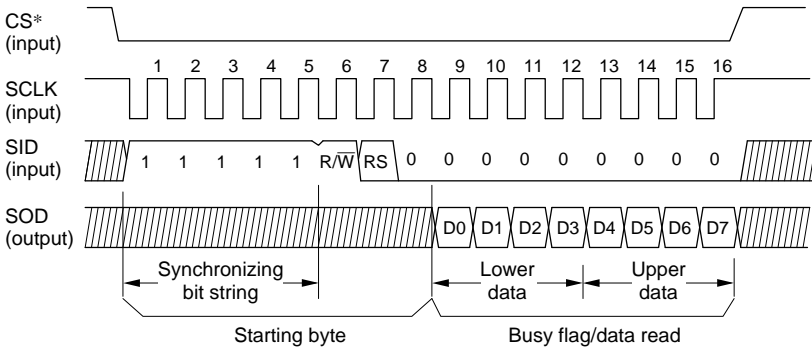 CS*
(input)
1 2 3 4 5 6 7 8 9 10 11 12 13 14 15 16
SCLK
(input)
SID
(input)
1 1 1 1 1 R/W̅ RS 0 0 0 0 0 0 0 0 0
SOD
(output)
D0 D1 D2 D3 D4 D5 D6 D7
Synchronizing
bit string
Lower
data
Upper
data
Starting byte
Busy flag/data read